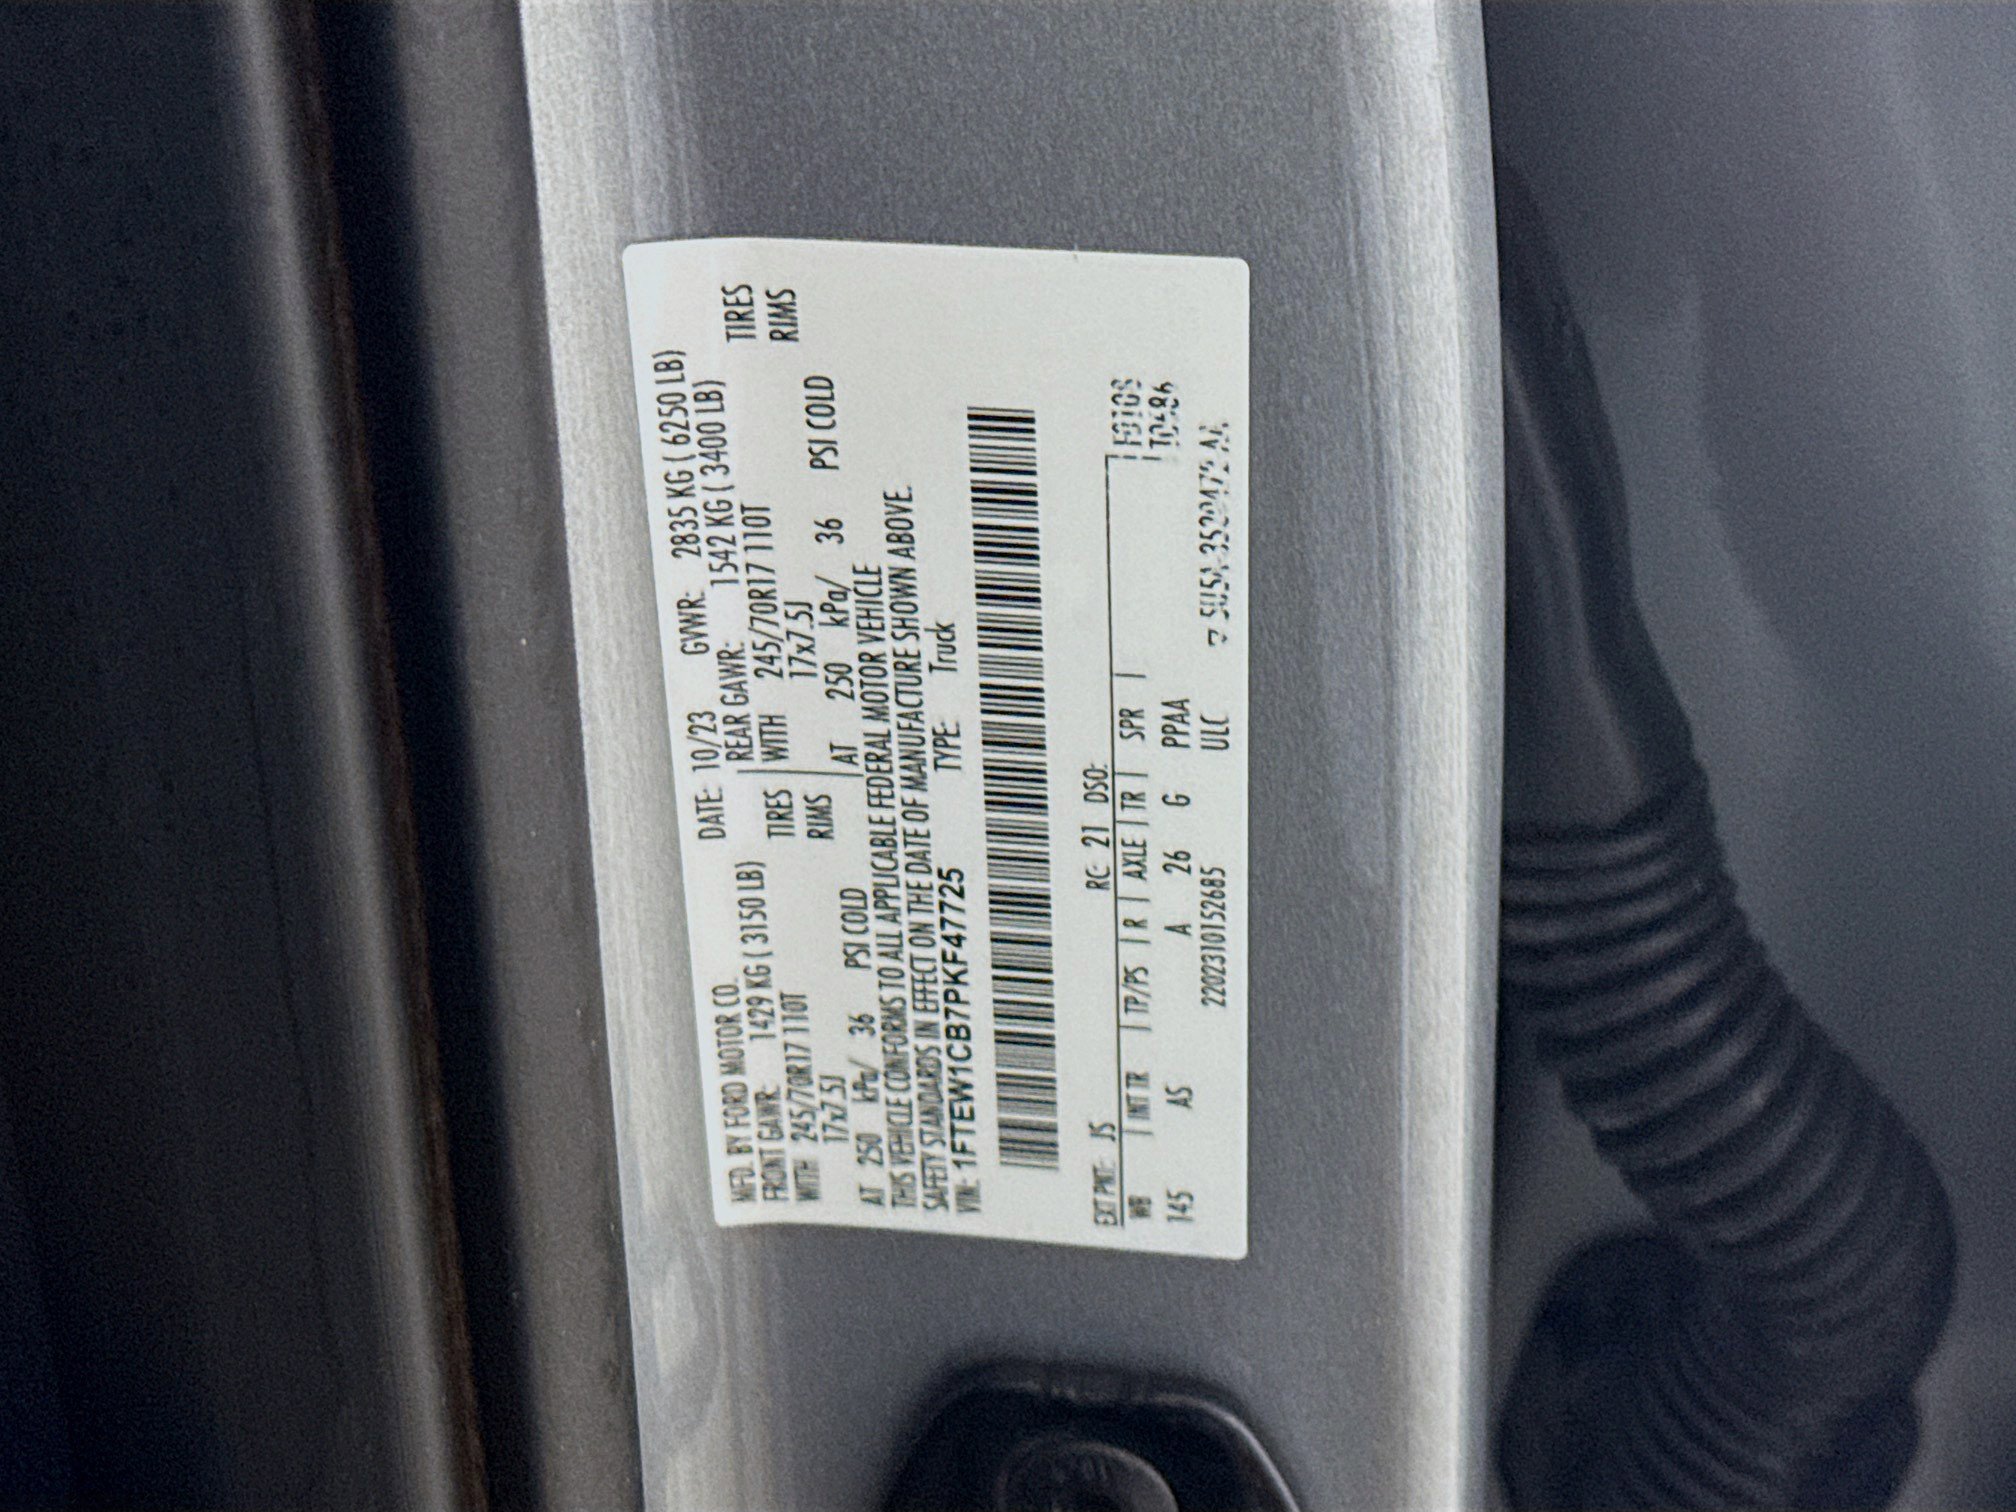 MFD. BY FORD MOTOR CO. DATE: 10/23 GVWR: 2835 KG ( 6250 LB)
FRONT GAWR: 1429 KG ( 3150 LB) REAR GAWR: 1542 KG ( 3400 LB)
WITH 245/70R17 110T TIRES WITH 245/70R17 110T TIRES
17x7.5J RIMS 17x7.5J RIMS
AT 250 kPa/ 36 PSI COLD AT 250 kPa/ 36 PSI COLD
THIS VEHICLE CONFORMS TO ALL APPLICABLE FEDERAL MOTOR VEHICLE
SAFETY STANDARDS IN EFFECT ON THE DATE OF MANUFACTURE SHOWN ABOVE.
VIN: 1FTEW1CB7PKF47725 TYPE: Truck
EXT PNT: JS RC: 21 DSO:
WB | INT TR | TP/PS | R | AXLE | TR | SPR |
145 AS A 26 G PPAA
2202310152685 ULC